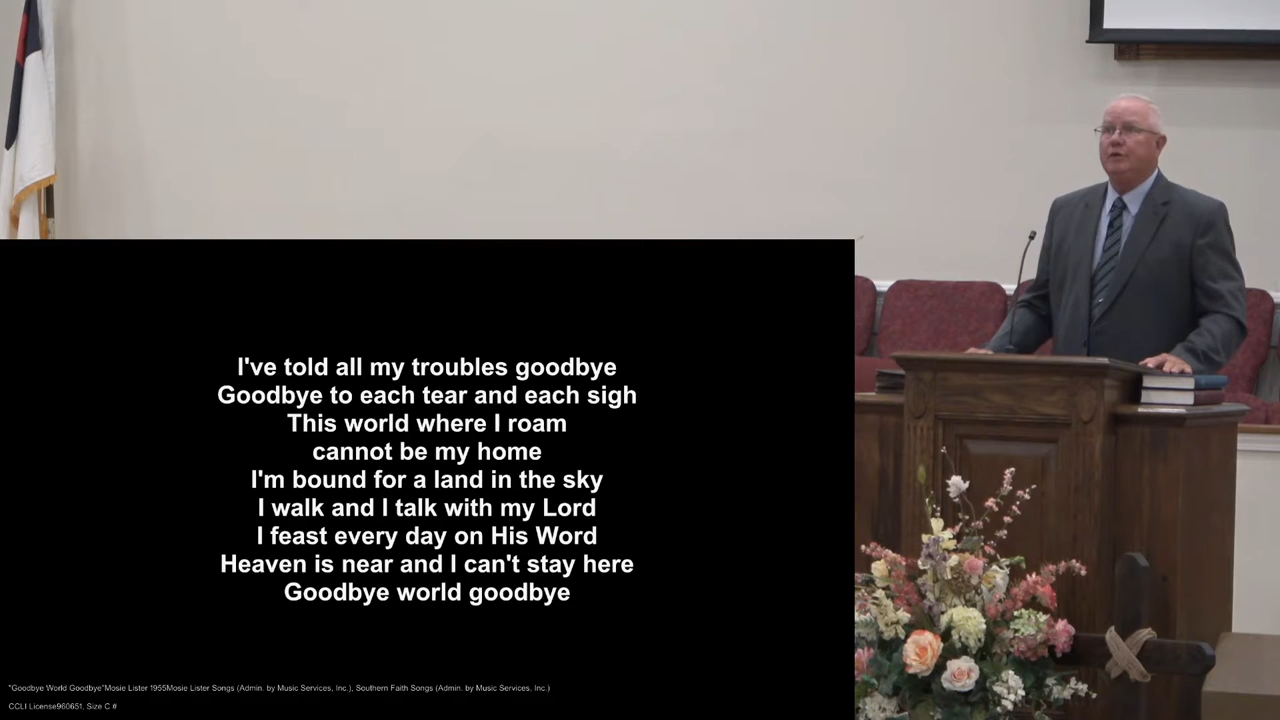 I've told all my troubles goodbye
Goodbye to each tear and each sigh
This world where I roam
cannot be my home
I'm bound for a land in the sky
I walk and I talk with my Lord
I feast every day on His Word
Heaven is near and I can't stay here
Goodbye world goodbye
"Goodbye World Goodbye"Mosie Lister 1955Mosie Lister Songs (Admin. by Music Services, Inc.), Southern Faith Songs (Admin. by Music Services, Inc.)
CCLI License960651, Size C #